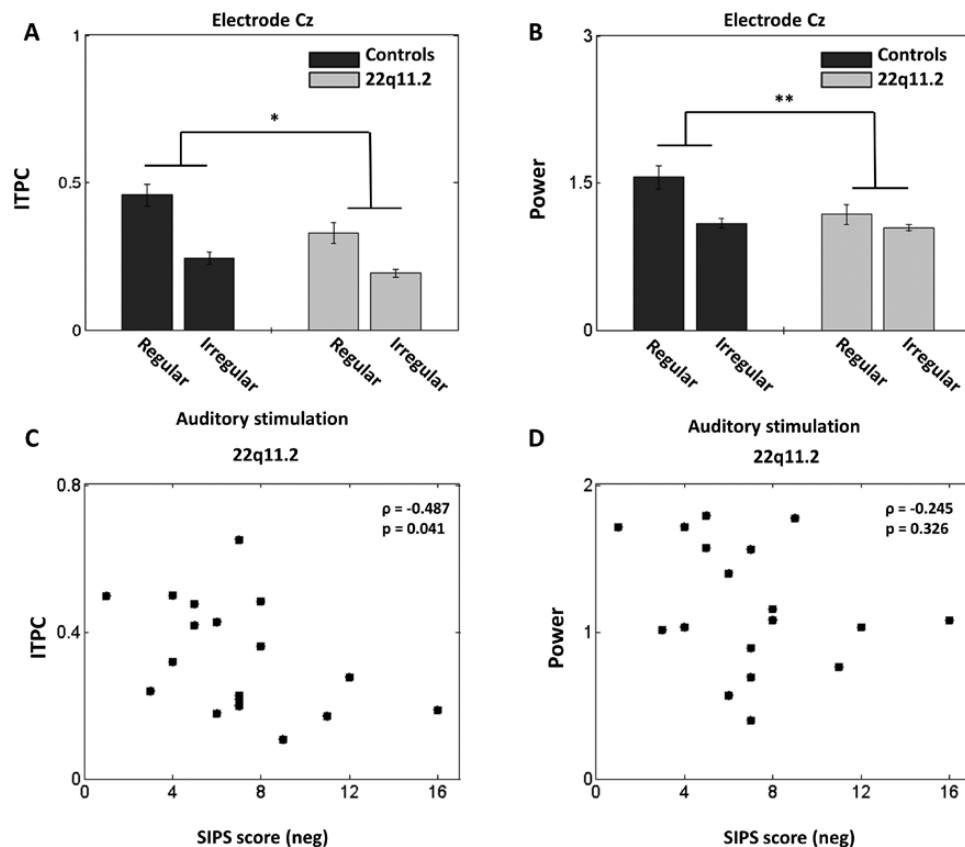 A
Electrode Cz
1
Controls
22q11.2
*
0.5
ITPC
0
Regular
Irregular
Regular
Irregular
Auditory stimulation
B
Electrode Cz
3
Controls
22q11.2
**
1.5
Power
0
Regular
Irregular
Regular
Irregular
Auditory stimulation
C
22q11.2
0.8
ρ = -0.487
p = 0.041
0.4
ITPC
0
0 4 8 12 16
SIPS score (neg)
D
22q11.2
2
ρ = -0.245
p = 0.326
1
Power
0
0 4 8 12 16
SIPS score (neg)